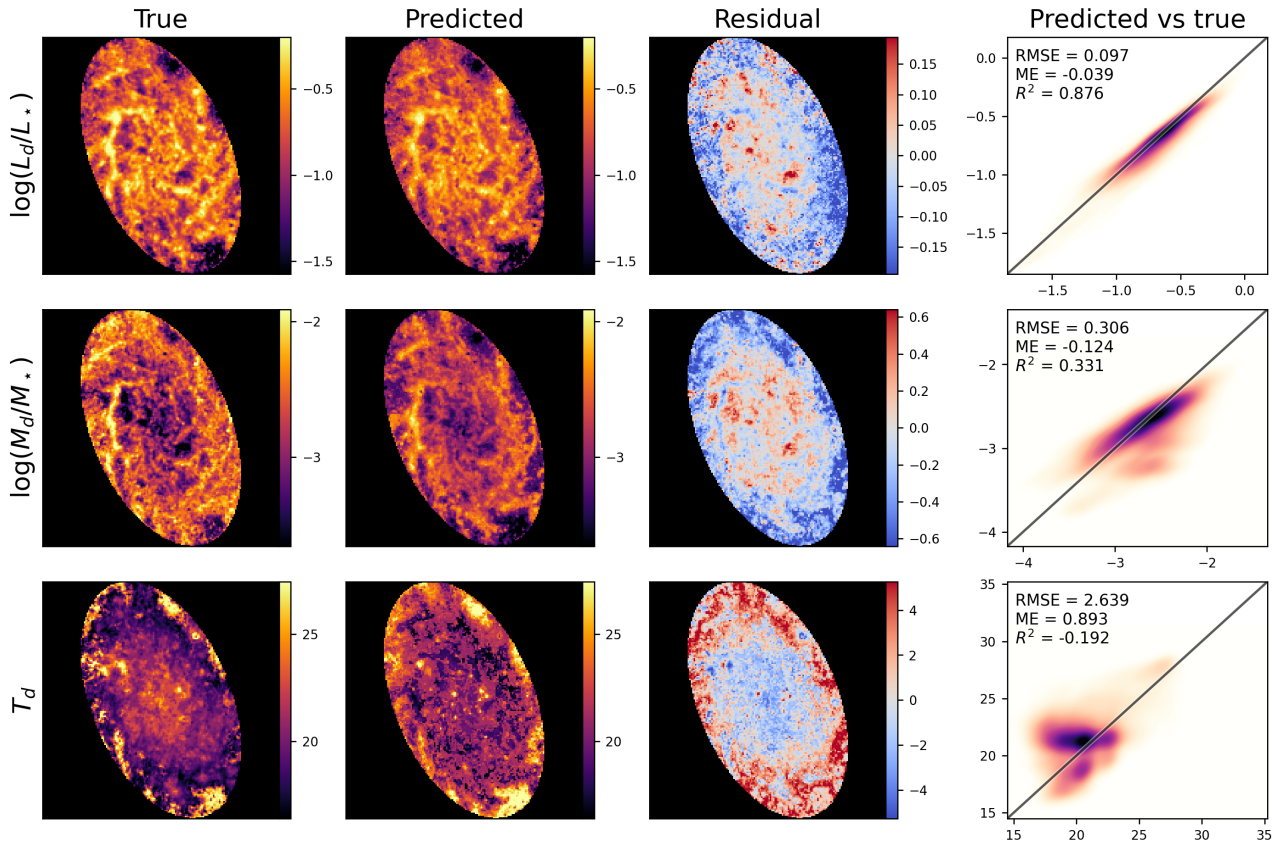 True Predicted Residual Predicted vs true
log(L_d/L_⋆)
−0.5
−1.0
−1.5
−0.5
−1.0
−1.5
0.15
0.10
0.05
0.00
−0.05
−0.10
−0.15
RMSE = 0.097
ME = -0.039
R² = 0.876
0.0
−0.5
−1.0
−1.5
−1.5 −1.0 −0.5 0.0
log(M_d/M_⋆)
−2
−3
−2
−3
0.6
0.4
0.2
0.0
−0.2
−0.4
−0.6
RMSE = 0.306
ME = -0.124
R² = 0.331
−2
−3
−4
−4 −3 −2
T_d
25
20
25
20
4
2
0
−2
−4
RMSE = 2.639
ME = 0.893
R² = -0.192
35
30
25
20
15
15 20 25 30 35